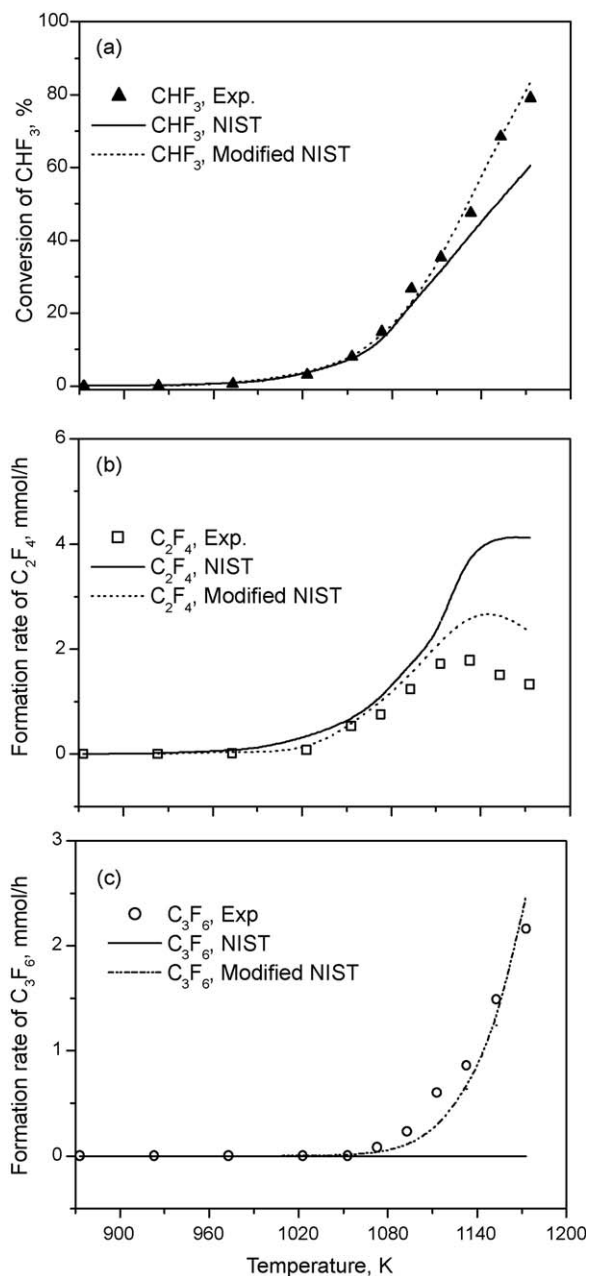 100
(a)
80
CHF₃, Exp.
CHF₃, NIST
CHF₃, Modified NIST
60
40
20
0
Conversion of CHF₃, %
6
(b)
C₂F₄, Exp.
C₂F₄, NIST
C₂F₄, Modified NIST
4
2
0
Formation rate of C₂F₄, mmol/h
3
(c)
C₃F₆, Exp
C₃F₆, NIST
C₃F₆, Modified NIST
2
1
0
Formation rate of C₃F₆, mmol/h
900 960 1020 1080 1140 1200
Temperature, K